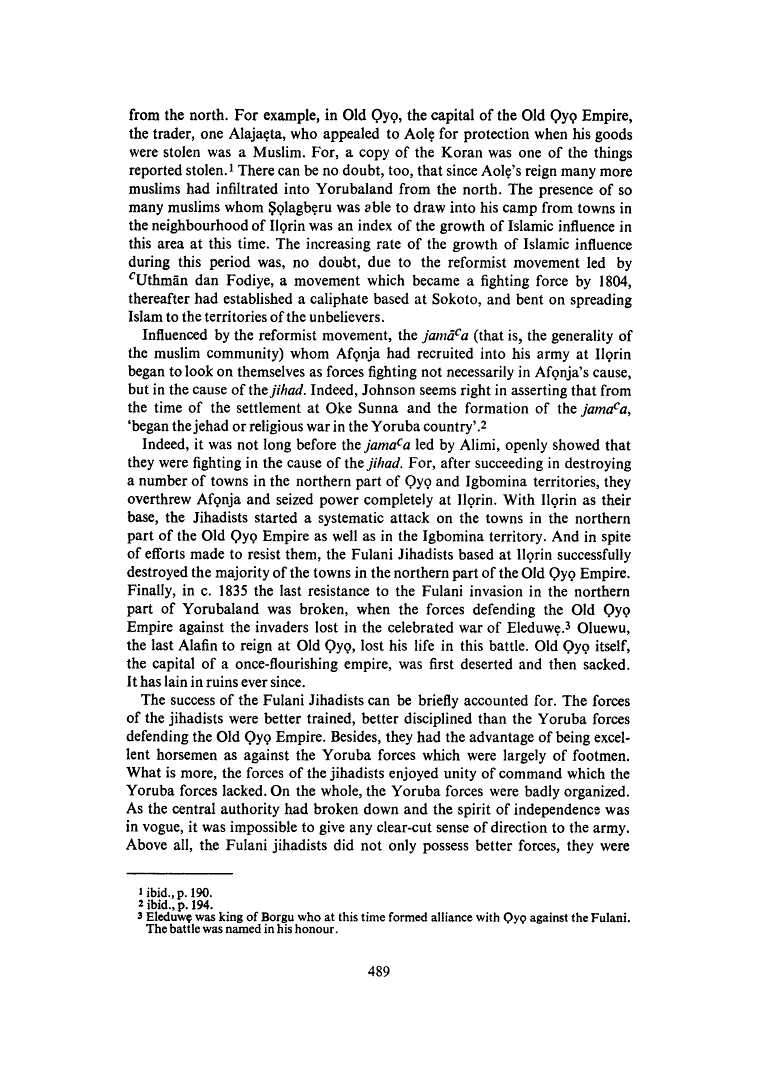 from the north. For example, in Old Ọyọ, the capital of the Old Ọyọ Empire,
the trader, one Alajaẹta, who appealed to Aolẹ for protection when his goods
were stolen was a Muslim. For, a copy of the Koran was one of the things
reported stolen.¹ There can be no doubt, too, that since Aolẹ's reign many more
muslims had infiltrated into Yorubaland from the north. The presence of so
many muslims whom Ṣọlagbẹru was able to draw into his camp from towns in
the neighbourhood of Ilọrin was an index of the growth of Islamic influence in
this area at this time. The increasing rate of the growth of Islamic influence
during this period was, no doubt, due to the reformist movement led by
ᶜUthmān dan Fodiye, a movement which became a fighting force by 1804,
thereafter had established a caliphate based at Sokoto, and bent on spreading
Islam to the territories of the unbelievers.
Influenced by the reformist movement, the jamāᶜa (that is, the generality of
the muslim community) whom Afọnja had recruited into his army at Ilọrin
began to look on themselves as forces fighting not necessarily in Afọnja's cause,
but in the cause of the jihad. Indeed, Johnson seems right in asserting that from
the time of the settlement at Oke Sunna and the formation of the jamaᶜa,
'began the jehad or religious war in the Yoruba country'.²
Indeed, it was not long before the jamaᶜa led by Alimi, openly showed that
they were fighting in the cause of the jihad. For, after succeeding in destroying
a number of towns in the northern part of Ọyọ and Igbomina territories, they
overthrew Afọnja and seized power completely at Ilọrin. With Ilọrin as their
base, the Jihadists started a systematic attack on the towns in the northern
part of the Old Ọyọ Empire as well as in the Igbomina territory. And in spite
of efforts made to resist them, the Fulani Jihadists based at Ilọrin successfully
destroyed the majority of the towns in the northern part of the Old Ọyọ Empire.
Finally, in c. 1835 the last resistance to the Fulani invasion in the northern
part of Yorubaland was broken, when the forces defending the Old Ọyọ
Empire against the invaders lost in the celebrated war of Eleduwẹ.³ Oluewu,
the last Alafin to reign at Old Ọyọ, lost his life in this battle. Old Ọyọ itself,
the capital of a once-flourishing empire, was first deserted and then sacked.
It has lain in ruins ever since.
The success of the Fulani Jihadists can be briefly accounted for. The forces
of the jihadists were better trained, better disciplined than the Yoruba forces
defending the Old Ọyọ Empire. Besides, they had the advantage of being excel-
lent horsemen as against the Yoruba forces which were largely of footmen.
What is more, the forces of the jihadists enjoyed unity of command which the
Yoruba forces lacked. On the whole, the Yoruba forces were badly organized.
As the central authority had broken down and the spirit of independence was
in vogue, it was impossible to give any clear-cut sense of direction to the army.
Above all, the Fulani jihadists did not only possess better forces, they were
¹ ibid., p. 190.
² ibid., p. 194.
³ Eleduwẹ was king of Borgu who at this time formed alliance with Ọyọ against the Fulani.
The battle was named in his honour.
489